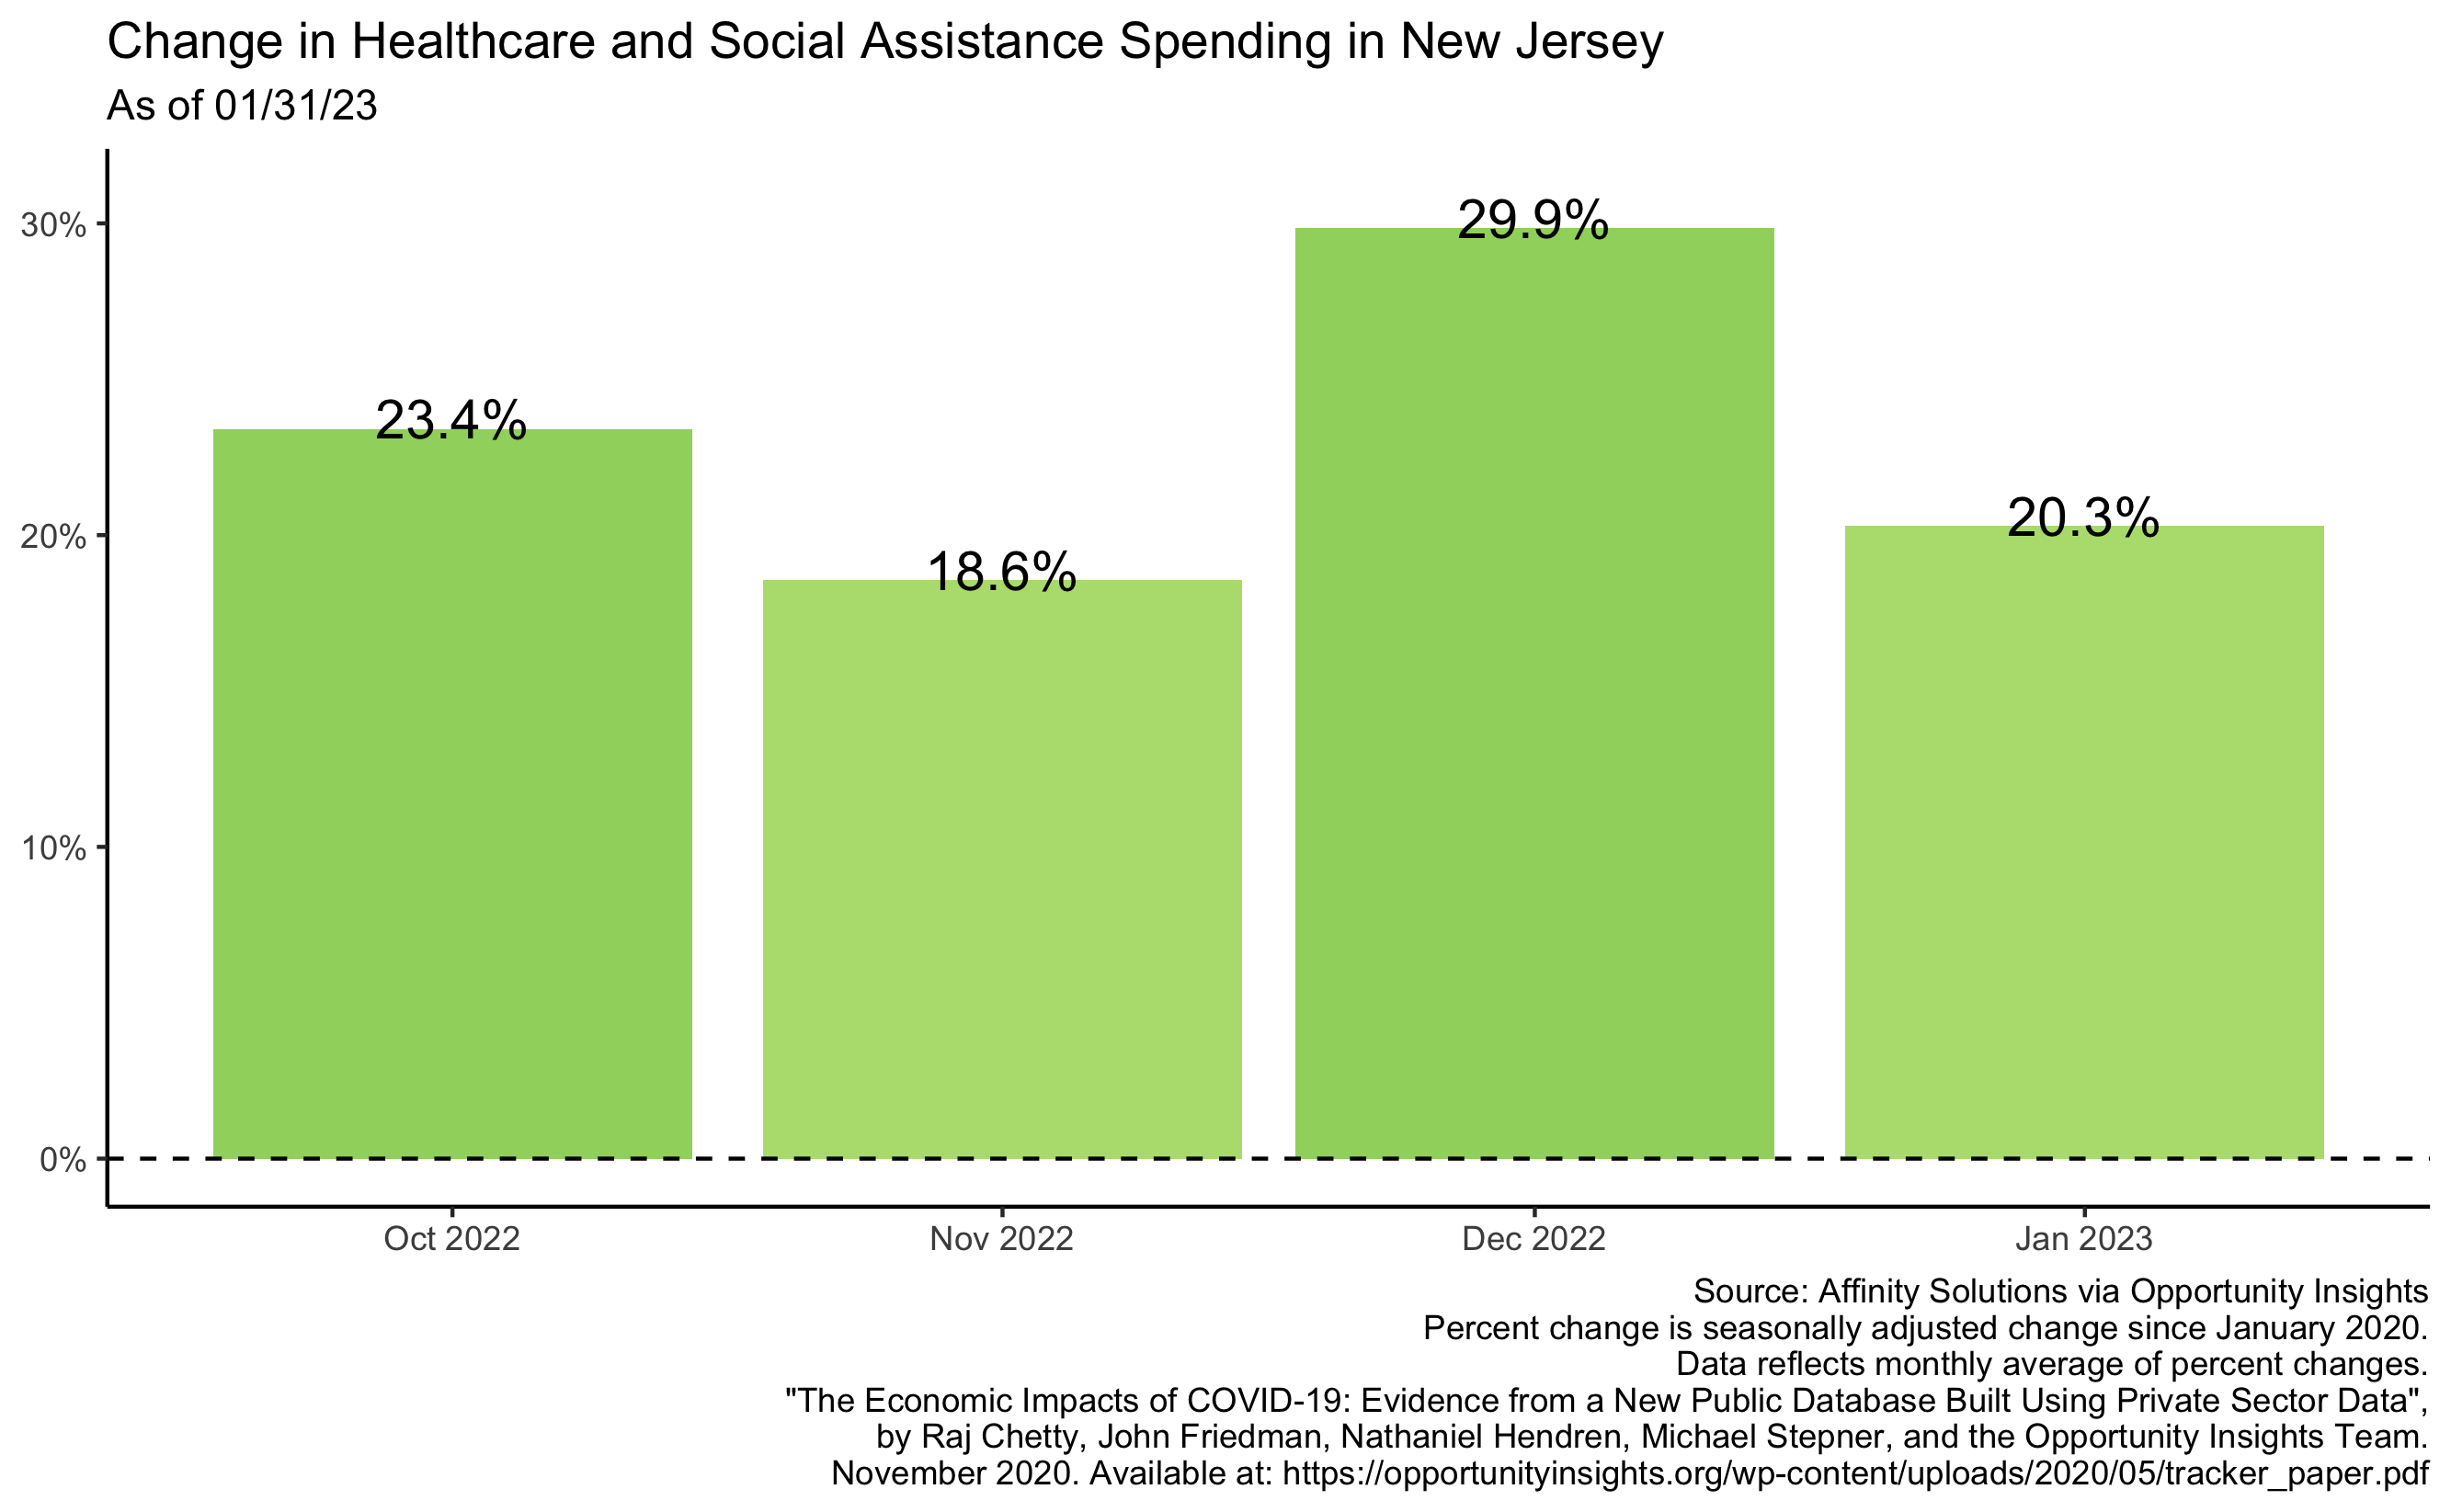 Change in Healthcare and Social Assistance Spending in New Jersey
As of 01/31/23
30%
20%
10%
0%
23.4%
18.6%
29.9%
20.3%
Oct 2022
Nov 2022
Dec 2022
Jan 2023
Source: Affinity Solutions via Opportunity Insights
Percent change is seasonally adjusted change since January 2020.
Data reflects monthly average of percent changes.
"The Economic Impacts of COVID-19: Evidence from a New Public Database Built Using Private Sector Data",
by Raj Chetty, John Friedman, Nathaniel Hendren, Michael Stepner, and the Opportunity Insights Team.
November 2020. Available at: https://opportunityinsights.org/wp-content/uploads/2020/05/tracker_paper.pdf